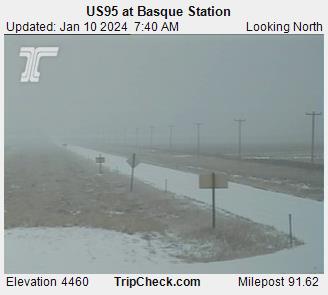 US95 at Basque Station
Updated: Jan 10 2024 7:40 AM Looking North
Elevation 4460 TripCheck.com Milepost 91.62